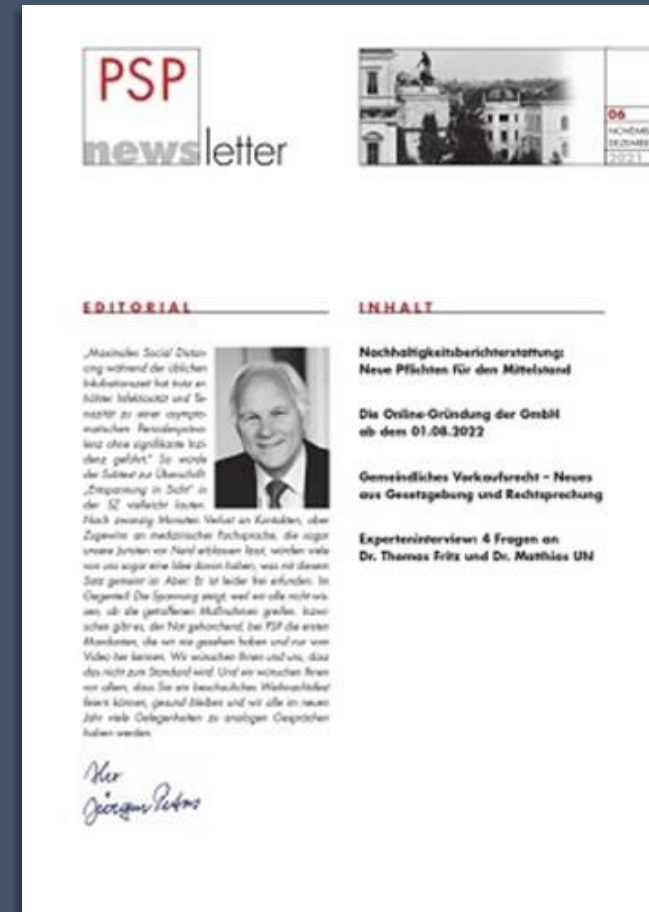 PSP
newsletter
06
NOVEMB
DEZEMBE
2021
EDITORIAL
„Maximales Social Distan-
cing während der üblichen
Inkubationszeit hat trotz er-
höhter Infektiosität und Te-
nazität zu einer asympto-
matischen Periodenpräva-
lenz ohne signifikante Inzi-
denz geführt." So würde
der Subtext zur Überschrift
„Entspannung in Sicht" in
der SZ vielleicht lauten.
Nach zwanzig Monaten Verlust an Kontakten, aber
Zugewinn an medizinischer Fachsprache, die sogar
unsere Juristen vor Neid erblassen lässt, würden viele
von uns sogar eine Idee davon haben, was mit diesem
Satz gemeint ist. Aber: Er ist leider frei erfunden. Im
Gegenteil: Die Spannung steigt, weil wir alle nicht wis-
sen, ob die getroffenen Maßnahmen greifen. Inzwi-
schen gibt es, der Not gehorchend, bei PSP die ersten
Mandanten, die wir nie gesehen haben und nur vom
Video her kennen. Wir wünschen Ihnen und uns, dass
das nicht zum Standard wird. Und wir wünschen Ihnen
vor allem, dass Sie ein beschauliches Weihnachtsfest
feiern können, gesund bleiben und wir alle im neuen
Jahr viele Gelegenheiten zu analogen Gesprächen
haben werden.
Ihr
INHALT
Nachhaltigkeitsberichterstattung:
Neue Pflichten für den Mittelstand
Die Online-Gründung der GmbH
ab dem 01.08.2022
Gemeindliches Vorkaufsrecht – Neues
aus Gesetzgebung und Rechtsprechung
Experteninterview: 4 Fragen an
Dr. Thomas Fritz und Dr. Matthias Uhl